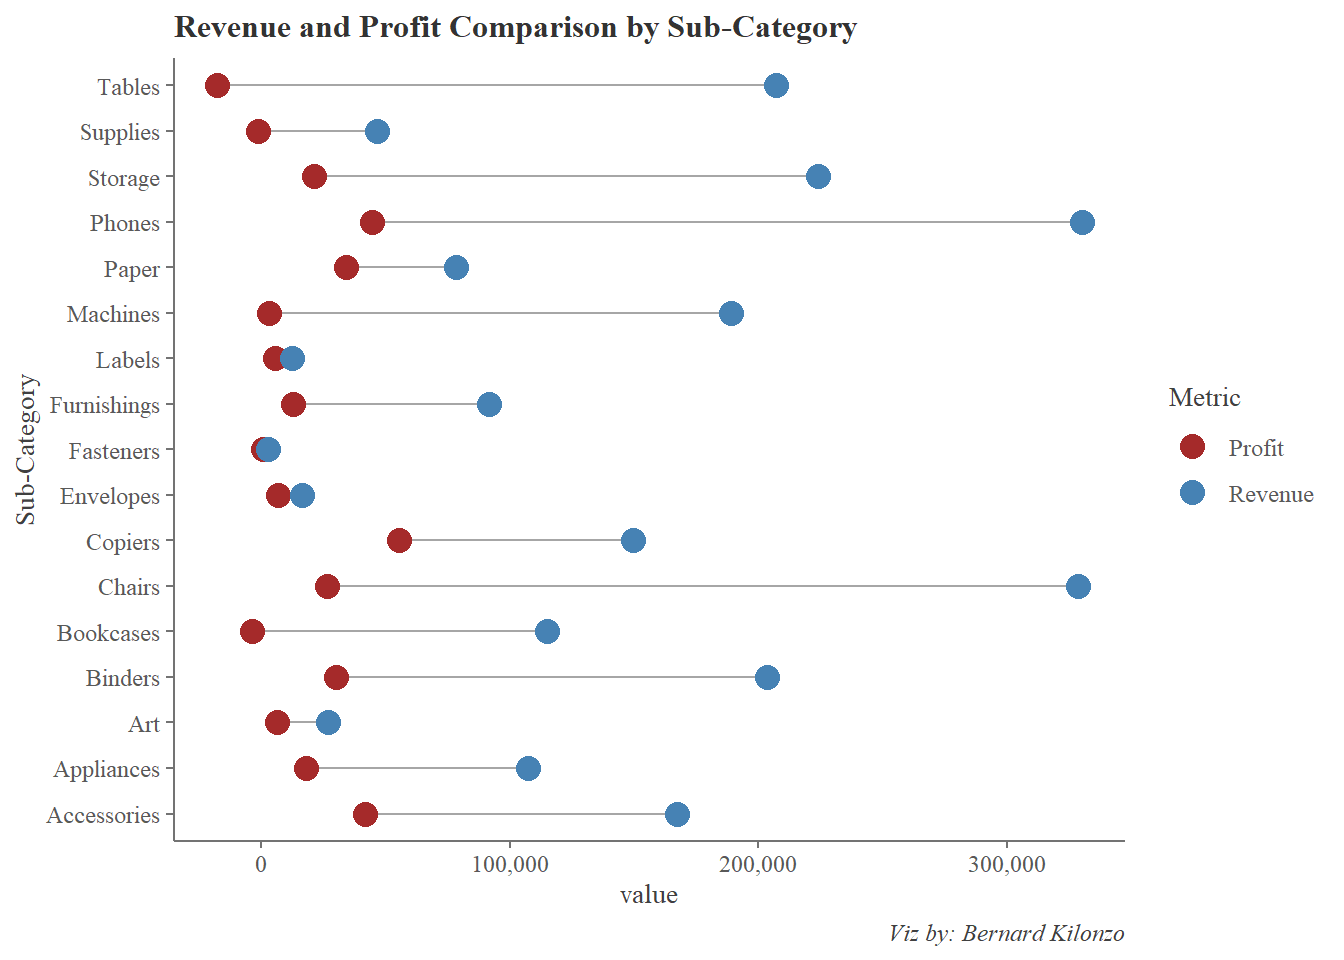 Revenue and Profit Comparison by Sub-Category
Sub-Category
Tables
Supplies
Storage
Phones
Paper
Machines
Labels
Furnishings
Fasteners
Envelopes
Copiers
Chairs
Bookcases
Binders
Art
Appliances
Accessories
0 100,000 200,000 300,000
value
Metric
Profit
Revenue
Viz by: Bernard Kilonzo